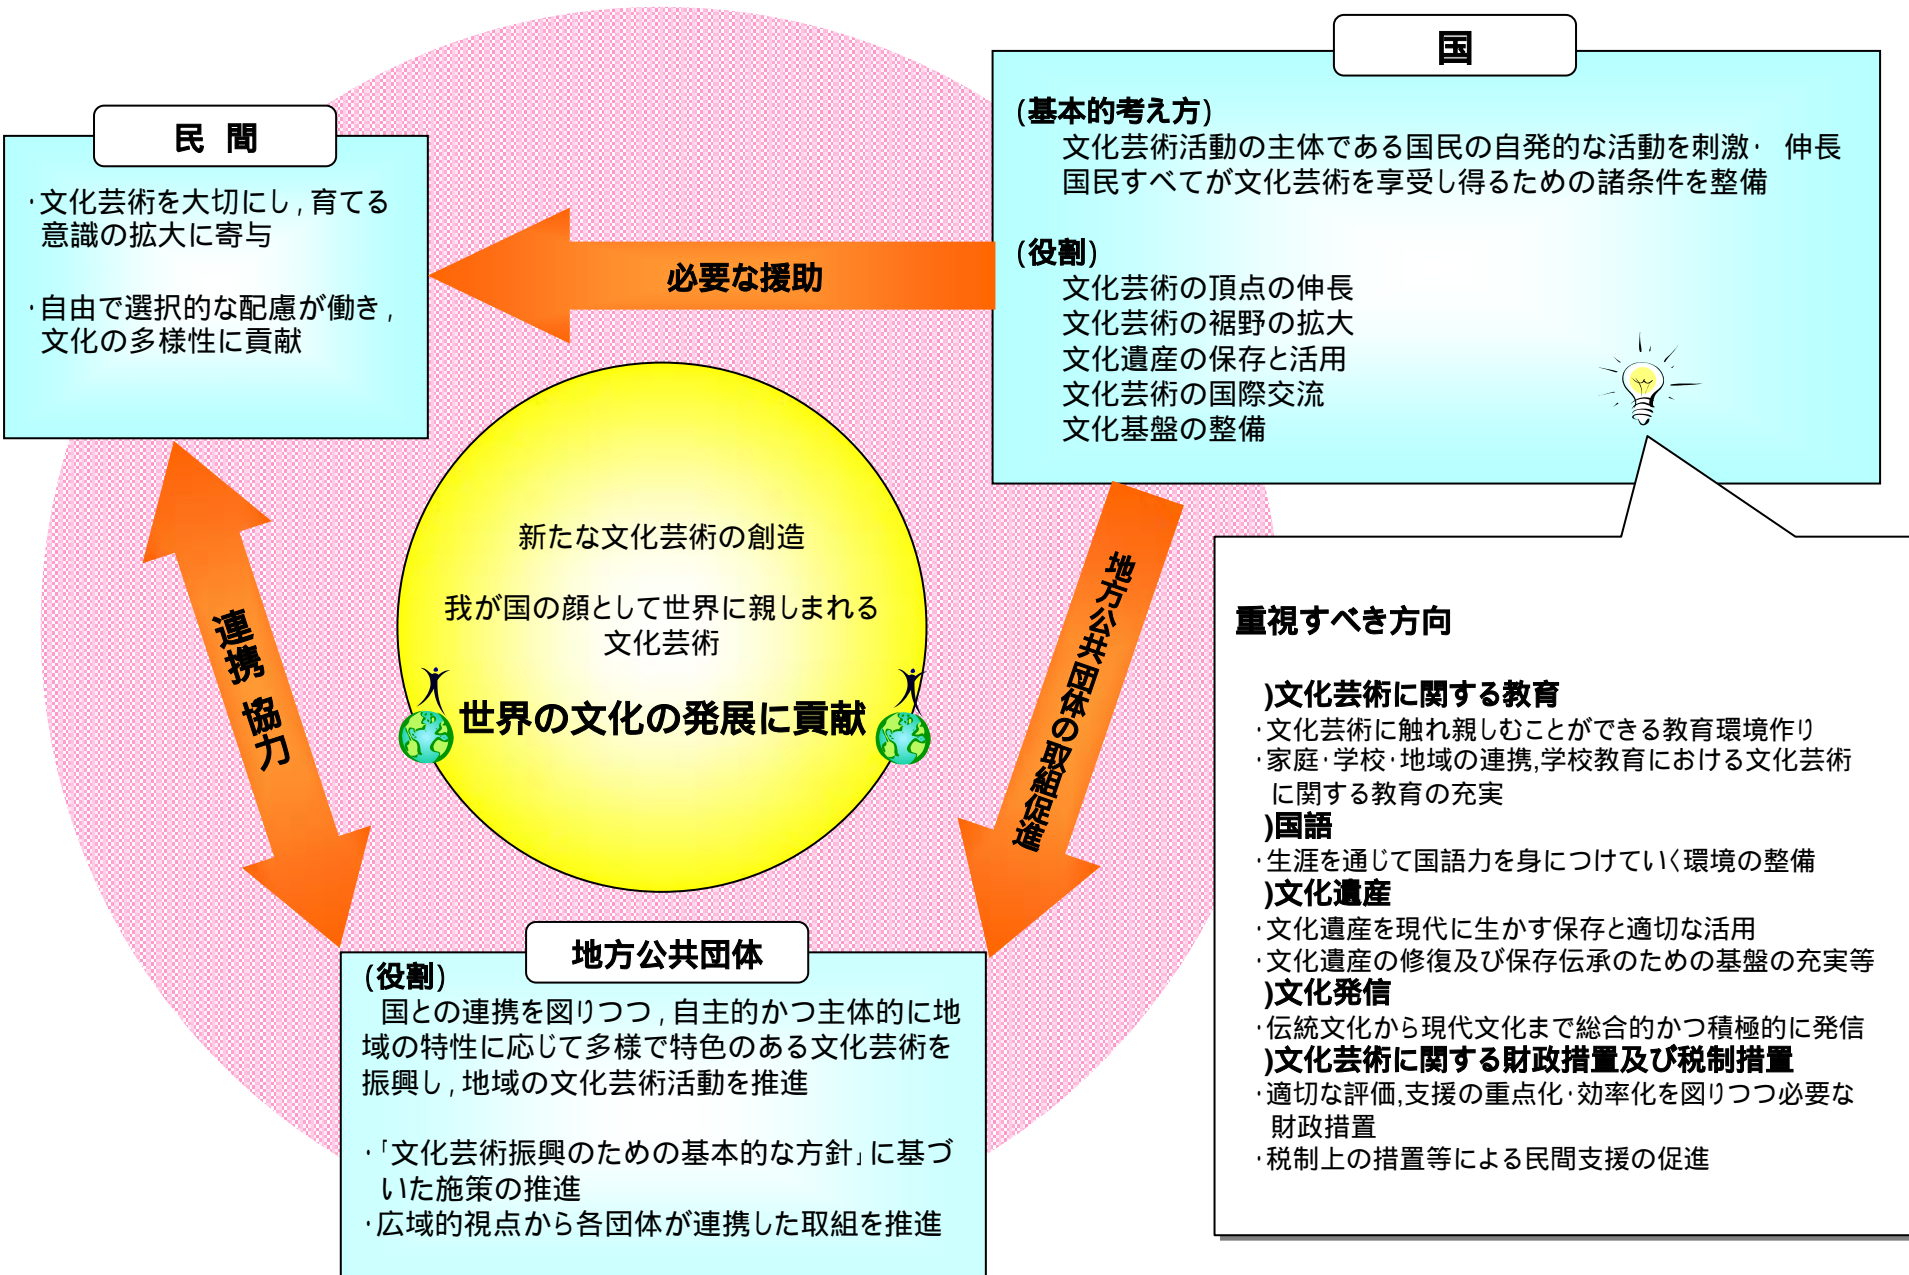 国
(基本的考え方)
文化芸術活動の主体である国民の自発的な活動を刺激・ 伸長
国民すべてが文化芸術を享受し得るための諸条件を整備
(役割)
文化芸術の頂点の伸長
文化芸術の裾野の拡大
文化遺産の保存と活用
文化芸術の国際交流
文化基盤の整備
民 間
・文化芸術を大切にし,育てる
意識の拡大に寄与
・自由で選択的な配慮が働き,
文化の多様性に貢献
必要な援助
新たな文化芸術の創造
我が国の顔として世界に親しまれる
文化芸術
世界の文化の発展に貢献
連携 協力
地方公共団体の取組促進
地方公共団体
(役割)
国との連携を図りつつ,自主的かつ主体的に地
域の特性に応じて多様で特色のある文化芸術を
振興し,地域の文化芸術活動を推進
・「文化芸術振興のための基本的な方針」に基づ
いた施策の推進
・広域的視点から各団体が連携した取組を推進
重視すべき方向
)文化芸術に関する教育
・文化芸術に触れ親しむことができる教育環境作り
・家庭・学校・地域の連携,学校教育における文化芸術
に関する教育の充実
)国語
・生涯を通じて国語力を身につけていく環境の整備
)文化遺産
・文化遺産を現代に生かす保存と適切な活用
・文化遺産の修復及び保存伝承のための基盤の充実等
)文化発信
・伝統文化から現代文化まで総合的かつ積極的に発信
)文化芸術に関する財政措置及び税制措置
・適切な評価,支援の重点化・効率化を図りつつ必要な
財政措置
・税制上の措置等による民間支援の促進